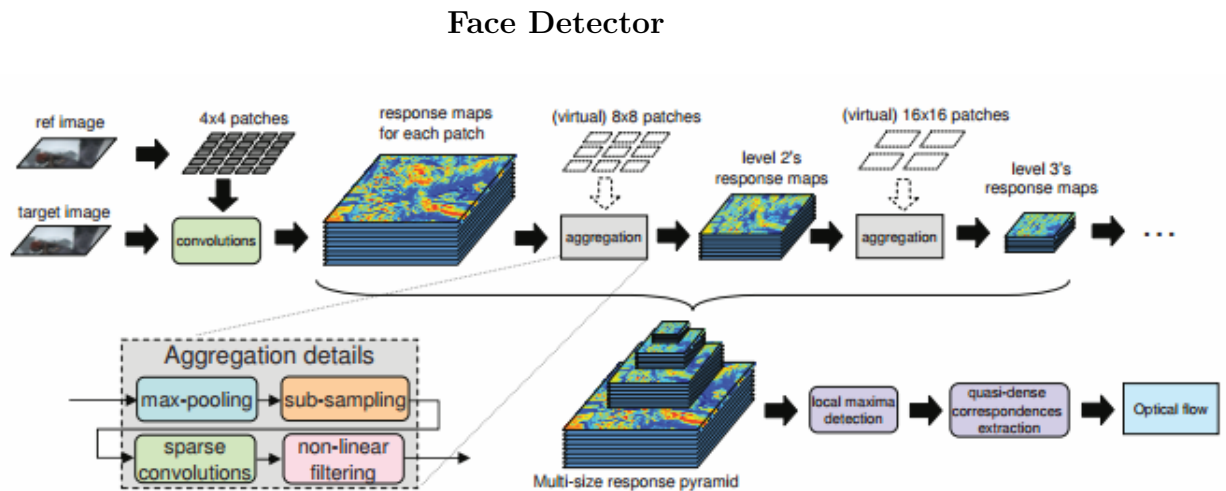 Face Detector
ref image
4x4 patches
response maps
for each patch
(virtual) 8x8 patches
level 2's
response maps
(virtual) 16x16 patches
level 3's
response maps
target image
convolutions
aggregation
aggregation
...
Aggregation details
max-pooling
sub-sampling
sparse
convolutions
non-linear
filtering
Multi-size response pyramid
local maxima
detection
quasi-dense
correspondences
extraction
Optical flow